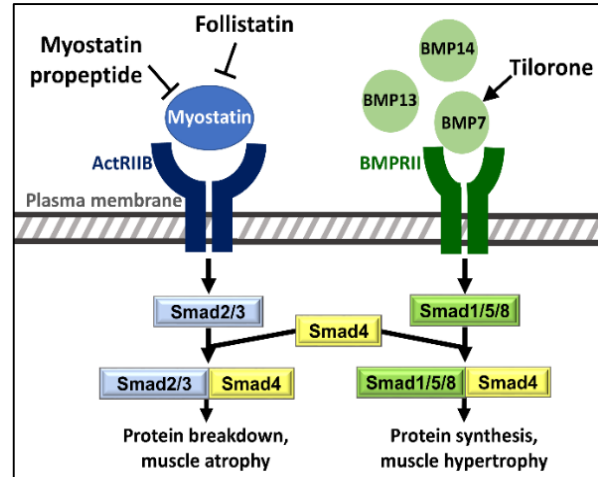 Follistatin
Myostatin
propeptide
Myostatin
ActRIIB
Plasma membrane
BMP14
BMP13
Tilorone
BMP7
BMPRII
Smad2/3
Smad1/5/8
Smad4
Smad2/3 Smad4
Smad1/5/8 Smad4
Protein breakdown,
muscle atrophy
Protein synthesis,
muscle hypertrophy